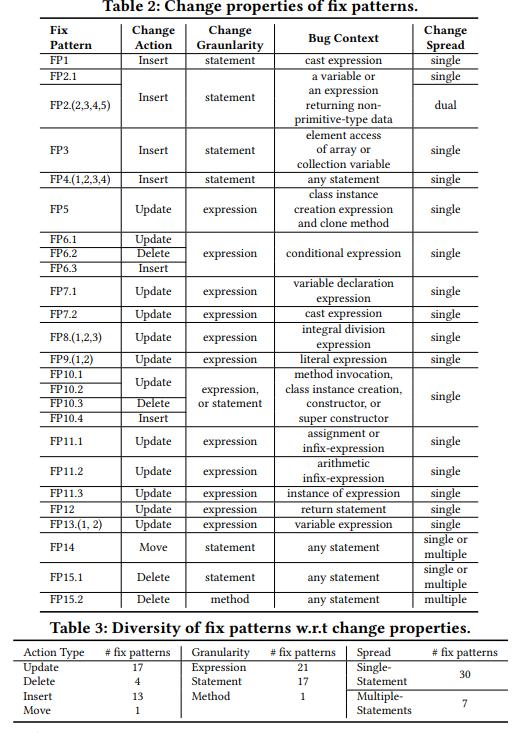 Table 2: Change properties of fix patterns.
Fix Pattern Change Action Change Graunlarity Bug Context Change Spread
FP1 Insert statement cast expression single
FP2.1 Insert statement a variable or an expression returning non-primitive-type data single
FP2.(2,3,4,5) dual
FP3 Insert statement element access of array or collection variable single
FP4.(1,2,3,4) Insert statement any statement single
FP5 Update expression class instance creation expression and clone method single
FP6.1 Update expression conditional expression single
FP6.2 Delete
FP6.3 Insert
FP7.1 Update expression variable declaration expression single
FP7.2 Update expression cast expression single
FP8.(1,2,3) Update expression integral division expression single
FP9.(1,2) Update expression literal expression single
FP10.1 Update expression, or statement method invocation, class instance creation, constructor, or super constructor single
FP10.2
FP10.3 Delete
FP10.4 Insert
FP11.1 Update expression assignment or infix-expression single
FP11.2 Update expression arithmetic infix-expression single
FP11.3 Update expression instance of expression single
FP12 Update expression return statement single
FP13.(1, 2) Update expression variable expression single
FP14 Move statement any statement single or multiple
FP15.1 Delete statement any statement single or multiple
FP15.2 Delete method any statement multiple
Table 3: Diversity of fix patterns w.r.t change properties.
Action Type # fix patterns Granularity # fix patterns Spread # fix patterns
Update 17 Expression 21 Single-Statement 30
Delete 4 Statement 17
Insert 13 Method 1 Multiple-Statements 7
Move 1